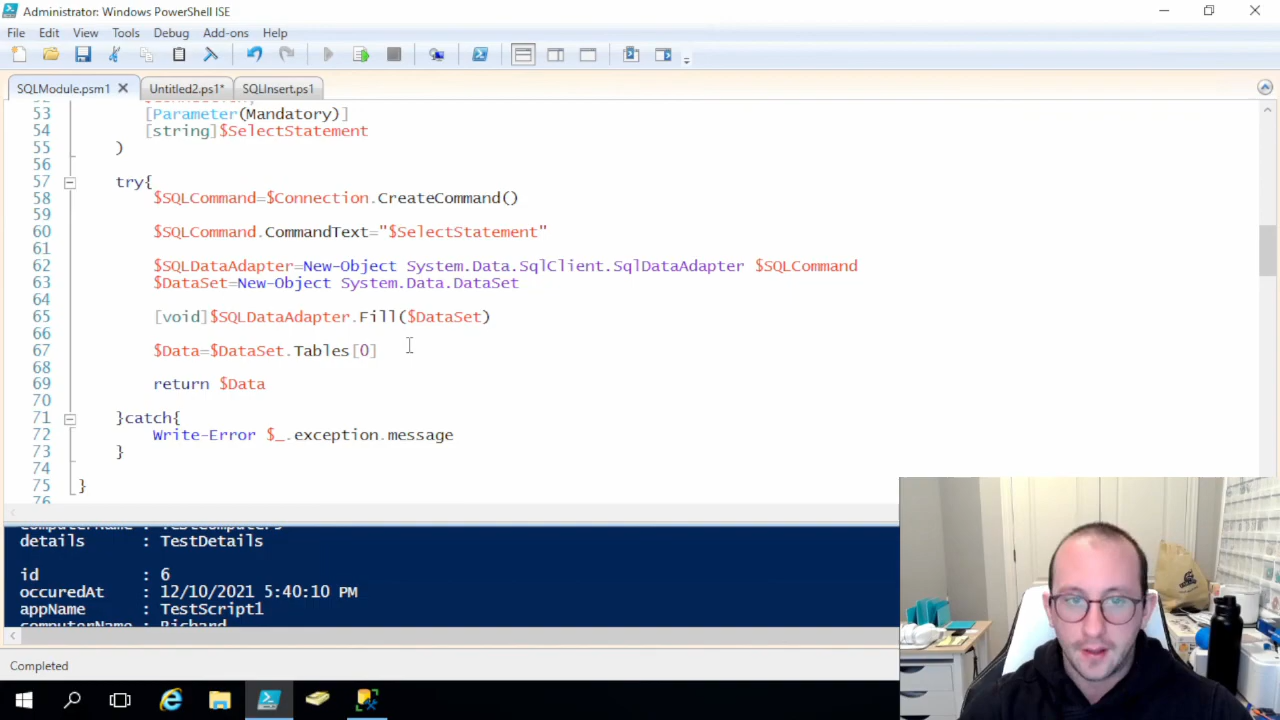 Administrator: Windows PowerShell ISE
File Edit View Tools Debug Add-ons Help
SQLModule.psm1 Untitled2.ps1* SQLInsert.ps1
53 [Parameter(Mandatory)]
54 [string]$SelectStatement
55 )
56
57 try{
58 $SQLCommand=$Connection.CreateCommand()
59
60 $SQLCommand.CommandText="$SelectStatement"
61
62 $SQLDataAdapter=New-Object System.Data.SqlClient.SqlDataAdapter $SQLCommand
63 $DataSet=New-Object System.Data.DataSet
64
65 [void]$SQLDataAdapter.Fill($DataSet)
66
67 $Data=$DataSet.Tables[0]
68
69 return $Data
70
71 }catch{
72 Write-Error $_.exception.message
73 }
74
75 }
76
details : TestDetails
id : 6
occuredAt : 12/10/2021 5:40:10 PM
appName : TestScript1
computerName : Richard
Completed